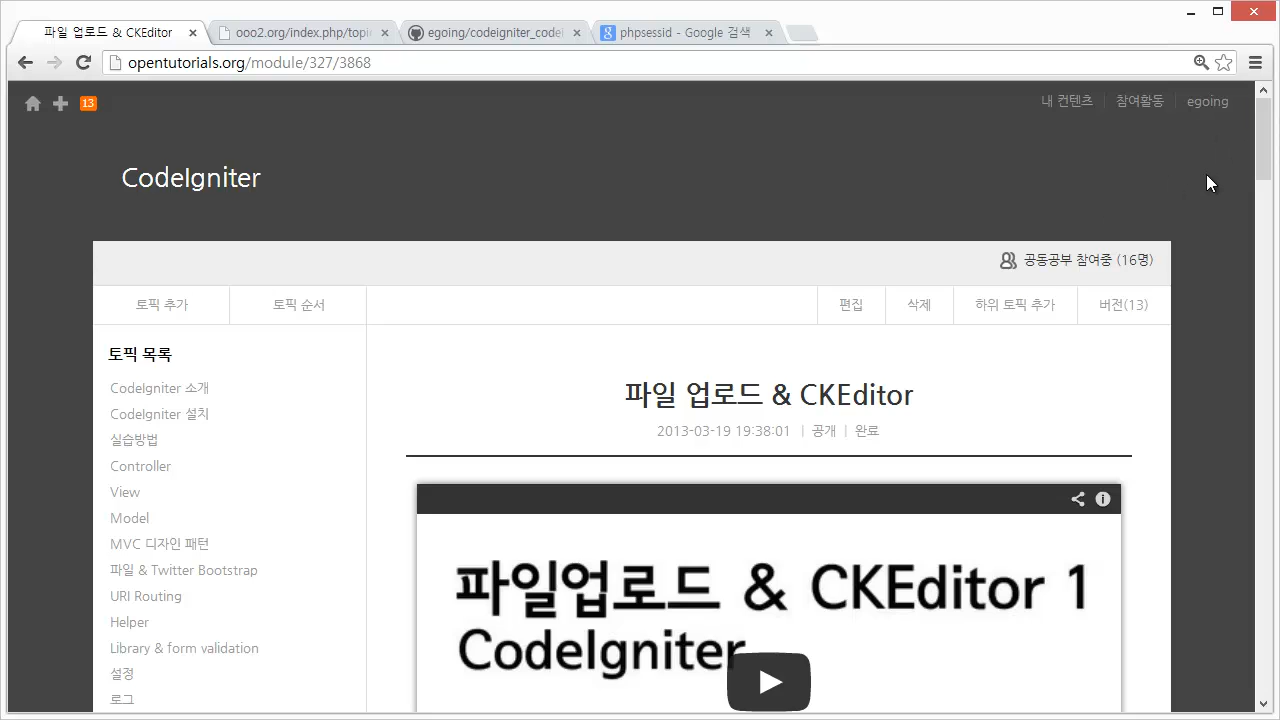 파일 업로드 & CKEditor
ooo2.org/index.php/topi
egoing/codeigniter_codei
phpsessid - Google 검색
opentutorials.org/module/327/3868
13
내 컨텐츠
참여활동
egoing
CodeIgniter
공동공부 참여중 (16명)
토픽 추가
토픽 순서
편집
삭제
하위 토픽 추가
버전(13)
토픽 목록
CodeIgniter 소개
CodeIgniter 설치
실습방법
Controller
View
Model
MVC 디자인 패턴
파일 & Twitter Bootstrap
URI Routing
Helper
Library & form validation
설정
로그
파일 업로드 & CKEditor
2013-03-19 19:38:01 | 공개 | 완료
파일업로드 & CKEditor 1
CodeIgniter